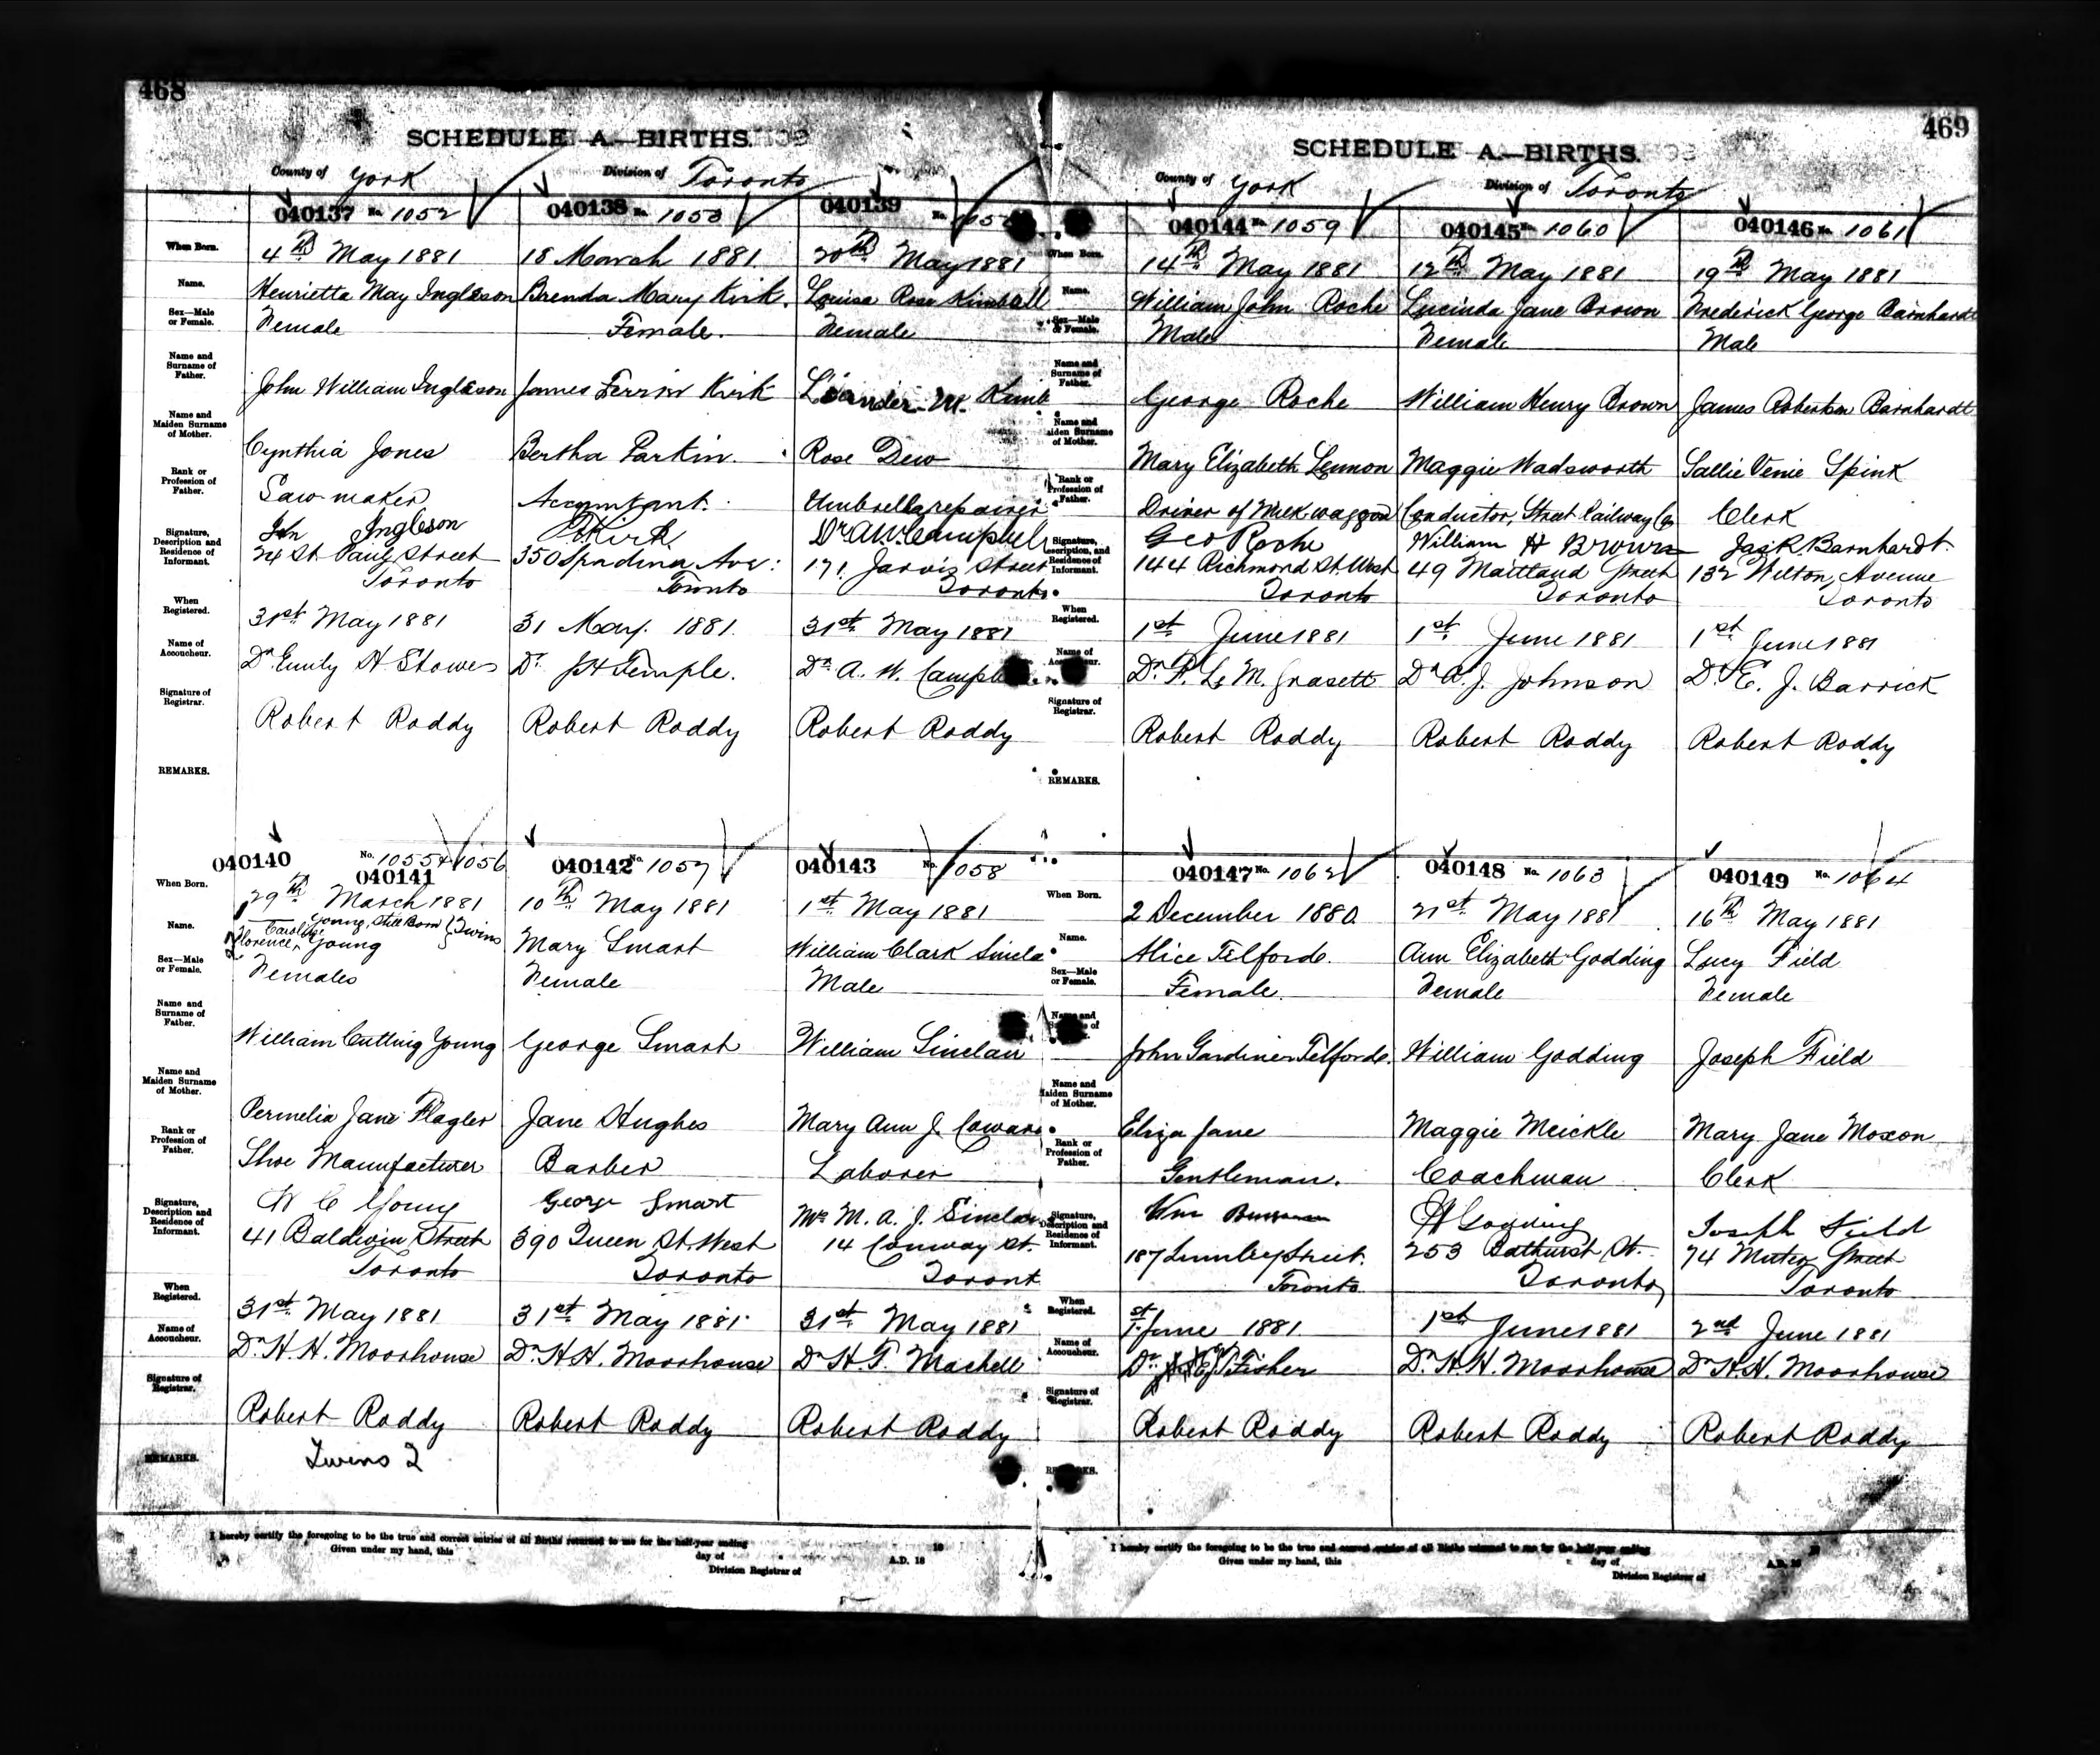 468
SCHEDULE A.—BIRTHS.
County of York Division of Toronto
040137 No. 1052
When Born. 4th May 1881
Name. Henrietta May Ingleson
Sex—Male or Female. Female
Name and Surname of Father. John William Ingleson
Name and Maiden Surname of Mother. Cynthia Jones
Rank or Profession of Father. Saw maker
Signature, Description and Residence of Informant. Jn Ingleson
24 St. Paul Street
Toronto
When Registered. 31st May 1881
Name of Accoucheur. Dr Emily H Stowe
Signature of Registrar. Robert Roddy
REMARKS.
040138 No. 1053
18 March 1881.
Brenda Mary Kirk.
Female.
James Ferrier Kirk
Bertha Parkin.
Accountant.
Kirk
350 Spadina Ave:
Toronto
31 May. 1881.
Dr. JH Temple.
Robert Roddy
040139 No.
20th May 1881
Louisa Rose Kimball
Female
Leander M. Kimb
Rose Dew
Umbrella repairer
Dr AW Campbell
171 Jarvis Street
Toronto
31st May 1881
Dr A. W. Campbell
Robert Roddy
040140 No. 1055 & 1056
040141
When Born. 29th March 1881
Name. Young, Still Born } Twins
Florence Young
Sex—Male or Female. Females
Name and Surname of Father. William Cutting Young
Name and Maiden Surname of Mother. Permelia Jane Flagler
Rank or Profession of Father. Shoe Manufacturer
Signature, Description and Residence of Informant. W C Young
41 Baldwin Street
Toronto
When Registered. 31st May 1881
Name of Accoucheur. Dr H. H. Moorhouse
Signature of Registrar. Robert Roddy
REMARKS. Twins 2
040142 No. 1057
10th May 1881
Mary Smart
Female
George Smart
Jane Hughes
Barber
George Smart
390 Queen St. West
Toronto
31st May 1881.
Dr H.H. Moorhouse
Robert Roddy
040143 No. 1058
1st May 1881
William Clark Sincla
Male
William Sinclair
Mary Ann J. Cowan
Laborer
Mrs M. A. J. Sinclair
14 Conway St.
Toront
31st May 1881
Dr H. T. Machell
Robert Roddy
I hereby certify the foregoing to be the true and correct entries of all Births returned to me for the half-year ending 18
Given under my hand, this day of A.D. 18
Division Registrar of
469
SCHEDULE A.—BIRTHS.
County of York Division of Toronto
040144 No. 1059
When Born. 14th May 1881
Name. William John Roche
Sex—Male or Female. Male
Name and Surname of Father. George Roche
Name and Maiden Surname of Mother. Mary Elizabeth Lennon
Rank or Profession of Father. Driver of Milk waggon
Signature, Description, and Residence of Informant. Geo Roche
144 Richmond St. West
Toronto
When Registered. 1st June 1881
Name of Accoucheur. Dr. F. Le M. Grasett
Signature of Registrar. Robert Roddy
REMARKS.
040145 No. 1060
12th May 1881
Lucinda Jane Brown
Female
William Henry Brown
Maggie Wadsworth
Conductor, Street Railway Co
William H Brown
49 Maitland Street
Toronto
1st June 1881
Dr A. J. Johnson
Robert Roddy
040146 No. 1061
19th May 1881
Frederick George Barnhardt
Male
James Robertson Barnhardt
Sallie Venie Spink
Clerk
Jas R. Barnhardt.
132 Wilton Avenue
Toronto
1st June 1881
Dr. E. J. Barrick
Robert Roddy
040147 No. 1062
When Born. 2 December 1880
Name. Alice Telforde.
Sex—Male or Female. Female.
Name and Surname of Father. John Gardiner Telforde.
Name and Maiden Surname of Mother. Eliza Jane
Rank or Profession of Father. Gentleman.
Signature, Description and Residence of Informant. Wm
187 Street.
Toronto.
When Registered. 1st June 1881
Name of Accoucheur. Dr. Fisher
Signature of Registrar. Robert Roddy
REMARKS.
040148 No. 1063
21st May 1881
Ann Elizabeth Godding
Female
William Godding
Maggie Meickle
Coachman
Godding
253 Bathurst St.
Toronto
1st June 1881
Dr. H. H. Moorhouse
Robert Roddy
040149 No. 1064
16th May 1881
Lucy Field
Female
Joseph Field
Mary Jane Moxon
Clerk
Joseph Field
74 Street
Toronto
2nd June 1881
Dr H.H. Moorhouse
Robert Roddy
I hereby certify the foregoing to be the true and correct entries of all Births returned to me for the half-year ending
Given under my hand, this day of A.D. 18
Division Registrar of